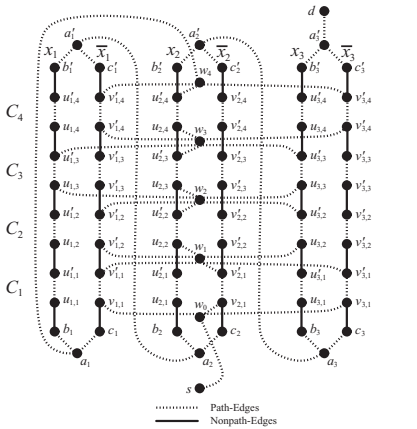 d
a′₁ a′₂ a′₃
x₁ x̅₁ x₂ x̅₂ x₃ x̅₃
b′₁ c′₁ b′₂ c′₂ b′₃ c′₃
w₄
u′₁,₄ v′₁,₄ u′₂,₄ v′₂,₄ u′₃,₄ v′₃,₄
C₄
u₁,₄ v₁,₄ u₂,₄ w₃ v₂,₄ u₃,₄ v₃,₄
u′₁,₃ v′₁,₃ u′₂,₃ v′₂,₃ u′₃,₃ v′₃,₃
C₃
u₁,₃ v₁,₃ u₂,₃ w₂ v₂,₃ u₃,₃ v₃,₃
u′₁,₂ v′₁,₂ u′₂,₂ v′₂,₂ u′₃,₂ v′₃,₂
C₂
u₁,₂ v₁,₂ u₂,₂ w₁ v₂,₂ u₃,₂ v₃,₂
u′₁,₁ v′₁,₁ u′₂,₁ v′₂,₁ u′₃,₁ v′₃,₁
C₁
u₁,₁ v₁,₁ u₂,₁ w₀ v₂,₁ u₃,₁ v₃,₁
b₁ c₁ b₂ c₂ b₃ c₃
a₁ a₂ a₃
s
Path-Edges
Nonpath-Edges